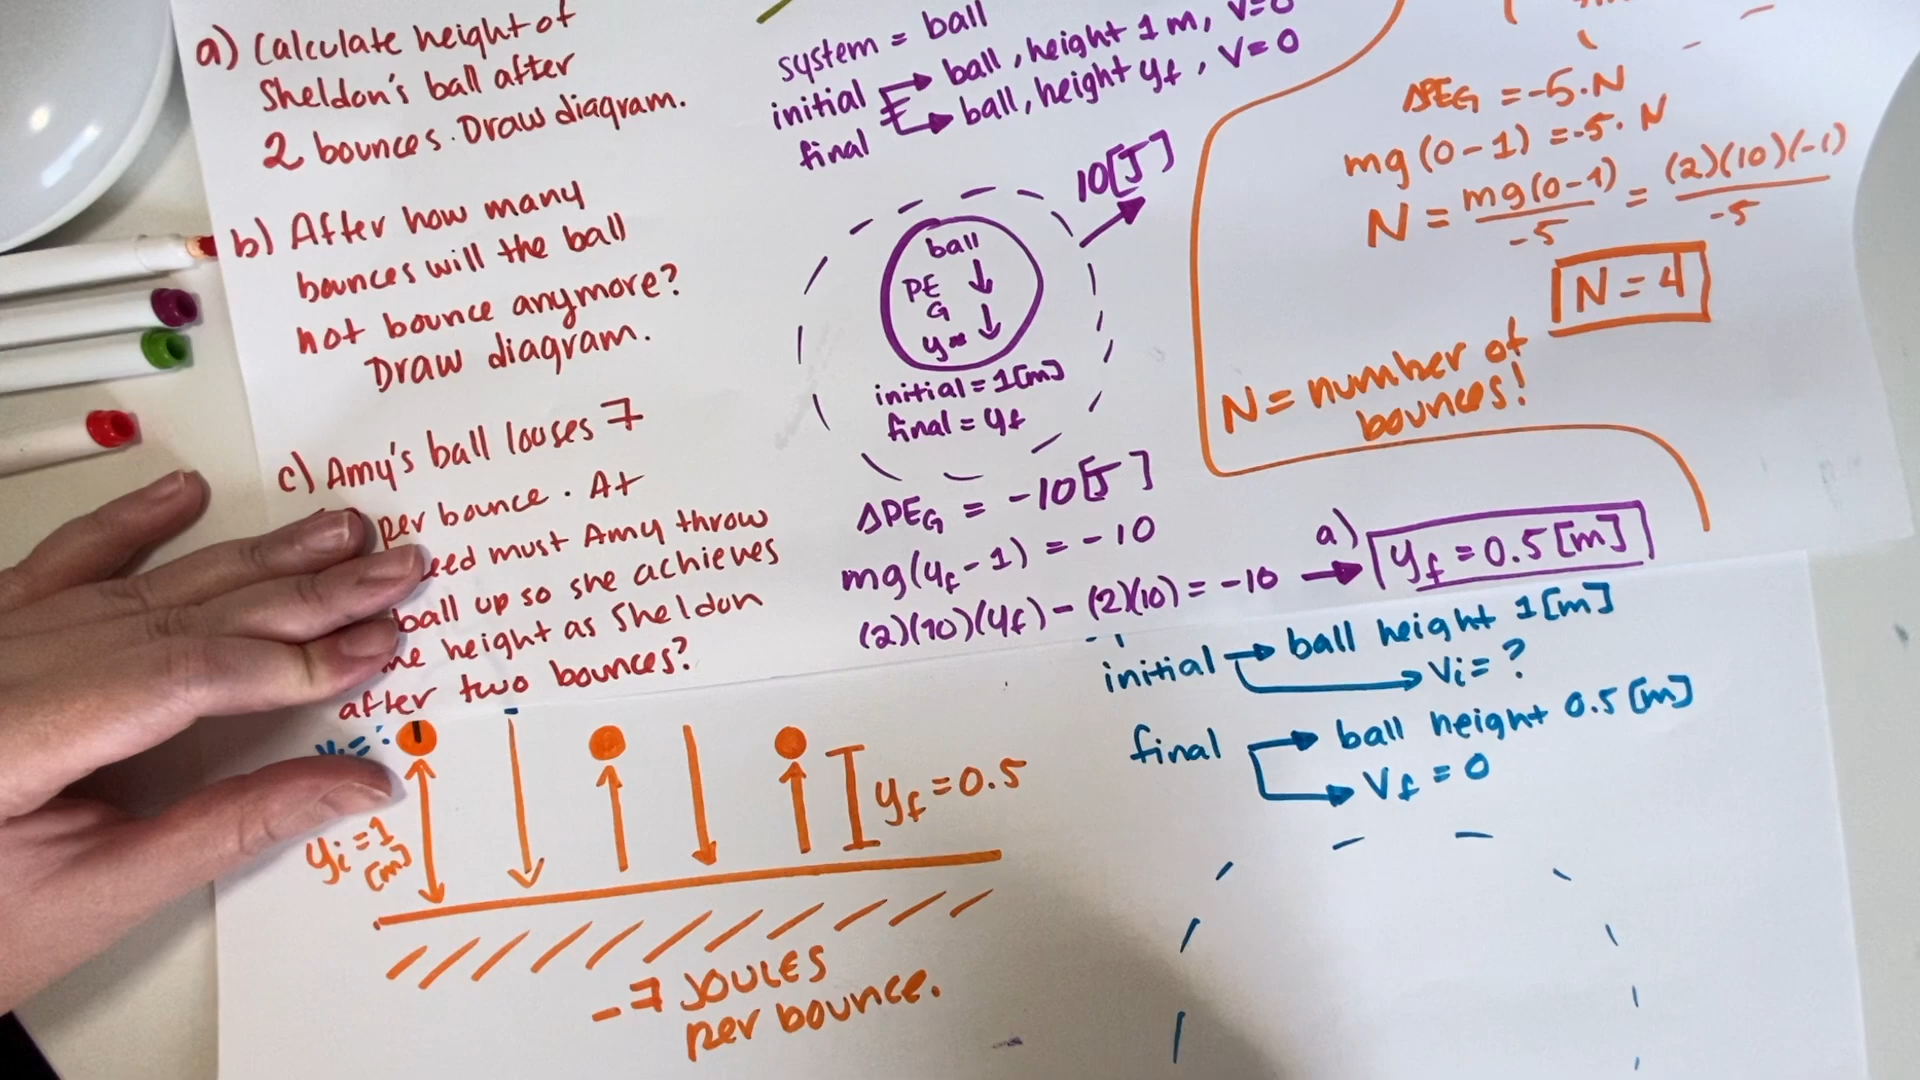 a) Calculate height of
Sheldon's ball after
2 bounces. Draw diagram.
b) After how many
bounces will the ball
not bounce anymore?
Draw diagram.
c) Amy's ball looses 7
per bounce. At
eed must Amy throw
ball up so she achieves
me height as Sheldon
after two bounces?
system = ball
initial → ball, height 1 m, V=0
final → ball, height yf, V=0
10[J]
ball
PE ↓
G
y ↓
initial = 1[m]
final = yf
ΔPEG = -10[J]
mg(yf-1) = -10
(2)(10)(yf) - (2)(10) = -10 → a) yf = 0.5[m]
ΔPEG = -5·N
mg(0-1) = -5·N
N = mg(0-1)/-5 = (2)(10)(-1)/-5
N = 4
N = number of
bounces!
initial → ball height 1[m]
→ Vi = ?
final → ball height 0.5[m]
→ Vf = 0
yi = 1
[m]
yf = 0.5
-7 JOULES
per bounce.